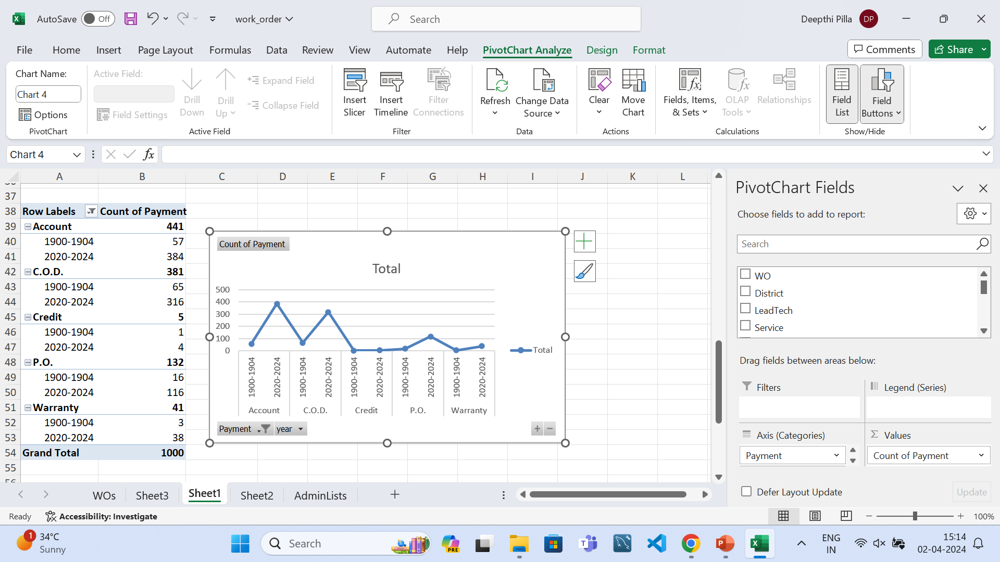 AutoSave Off work_order Search Deepthi Pilla DP
File Home Insert Page Layout Formulas Data Review View Automate Help PivotChart Analyze Design Format Comments Share
Chart Name:
Chart 4
Options
PivotChart
Active Field:
Field Settings
Drill Down
Drill Up
Expand Field
Collapse Field
Active Field
Insert Slicer
Insert Timeline
Filter Connections
Filter
Refresh
Change Data Source
Data
Clear
Move Chart
Actions
Fields, Items, & Sets
OLAP Tools
Relationships
Calculations
Field List
Field Buttons
Show/Hide
Chart 4 fx
A B C D E F G H I J K L
37
38 Row Labels Count of Payment
39 Account 441
40 1900-1904 57
41 2020-2024 384
42 C.O.D. 381
43 1900-1904 65
44 2020-2024 316
45 Credit 5
46 1900-1904 1
47 2020-2024 4
48 P.O. 132
49 1900-1904 16
50 2020-2024 116
51 Warranty 41
52 1900-1904 3
53 2020-2024 38
54 Grand Total 1000
55
Count of Payment
Total
500
400
300
200
100
0
Total
1900-1904 2020-2024 1900-1904 2020-2024 1900-1904 2020-2024 1900-1904 2020-2024 1900-1904 2020-2024
Account C.O.D. Credit P.O. Warranty
Payment year
PivotChart Fields
Choose fields to add to report:
Search
WO
District
LeadTech
Service
Drag fields between areas below:
Filters Legend (Series)
Axis (Categories) Values
Payment Count of Payment
Defer Layout Update Update
WOs Sheet3 Sheet1 Sheet2 AdminLists
Ready Accessibility: Investigate 100%
1 34°C
Sunny
Search
PRE
ENG
IN
15:14
02-04-2024